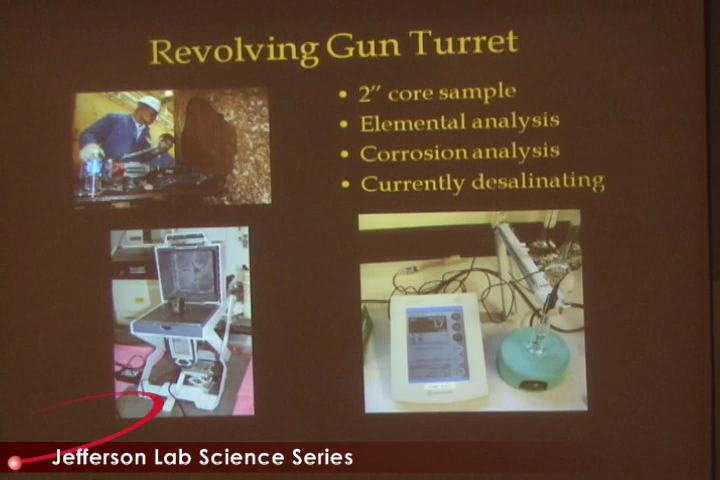 Revolving Gun Turret
• 2” core sample
• Elemental analysis
• Corrosion analysis
• Currently desalinating
Jefferson Lab Science Series